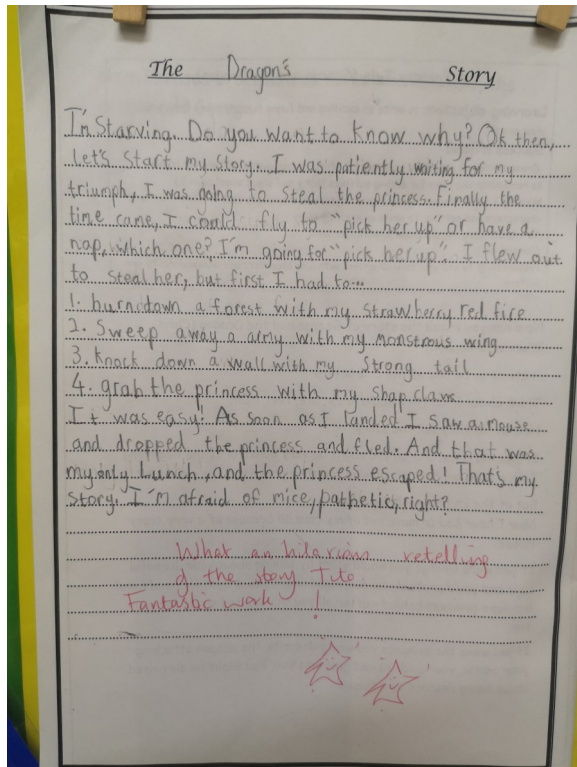 The Dragon's Story
I'm Starving. Do you want to know why? Ok then,
let's start my story. I was patiently waiting for my
triumph, I was going to steal the princess. Finally the
time came, I could fly to "pick her up" or have a
nap, which one? I'm going for "pick her up". I flew out
to steal her, but first I had to...
1. burn down a forest with my strawberry red fire
2. Sweep away a army with my monstrous wing
3. knock down a wall with my strong tail
4. grab the princess with my shap claws
It was easy! As soon as I landed I saw a mouse
and dropped the princess and fled. And that was
my only Lunch, and the princess escaped! That's my
story. I'm afraid of mice, pathetic, right?
What an hilarious retelling
of the story Tito.
Fantastic work !